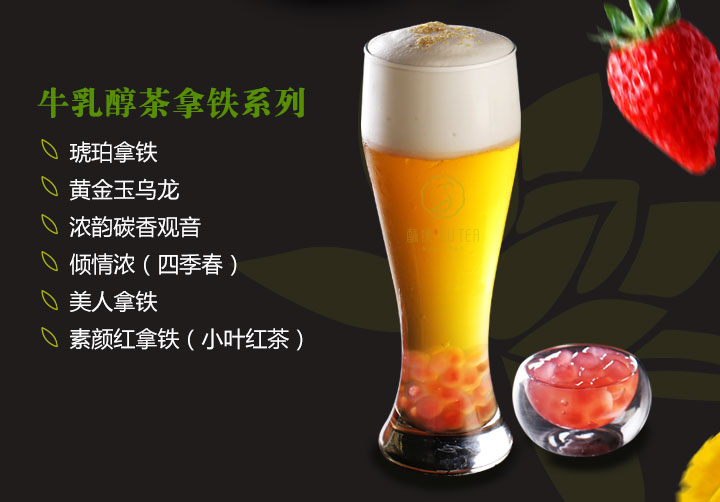 牛乳醇茶拿铁系列
琥珀拿铁
黄金玉乌龙
浓韵碳香观音
倾情浓（四季春）
美人拿铁
素颜红拿铁（小叶红茶）
TEA